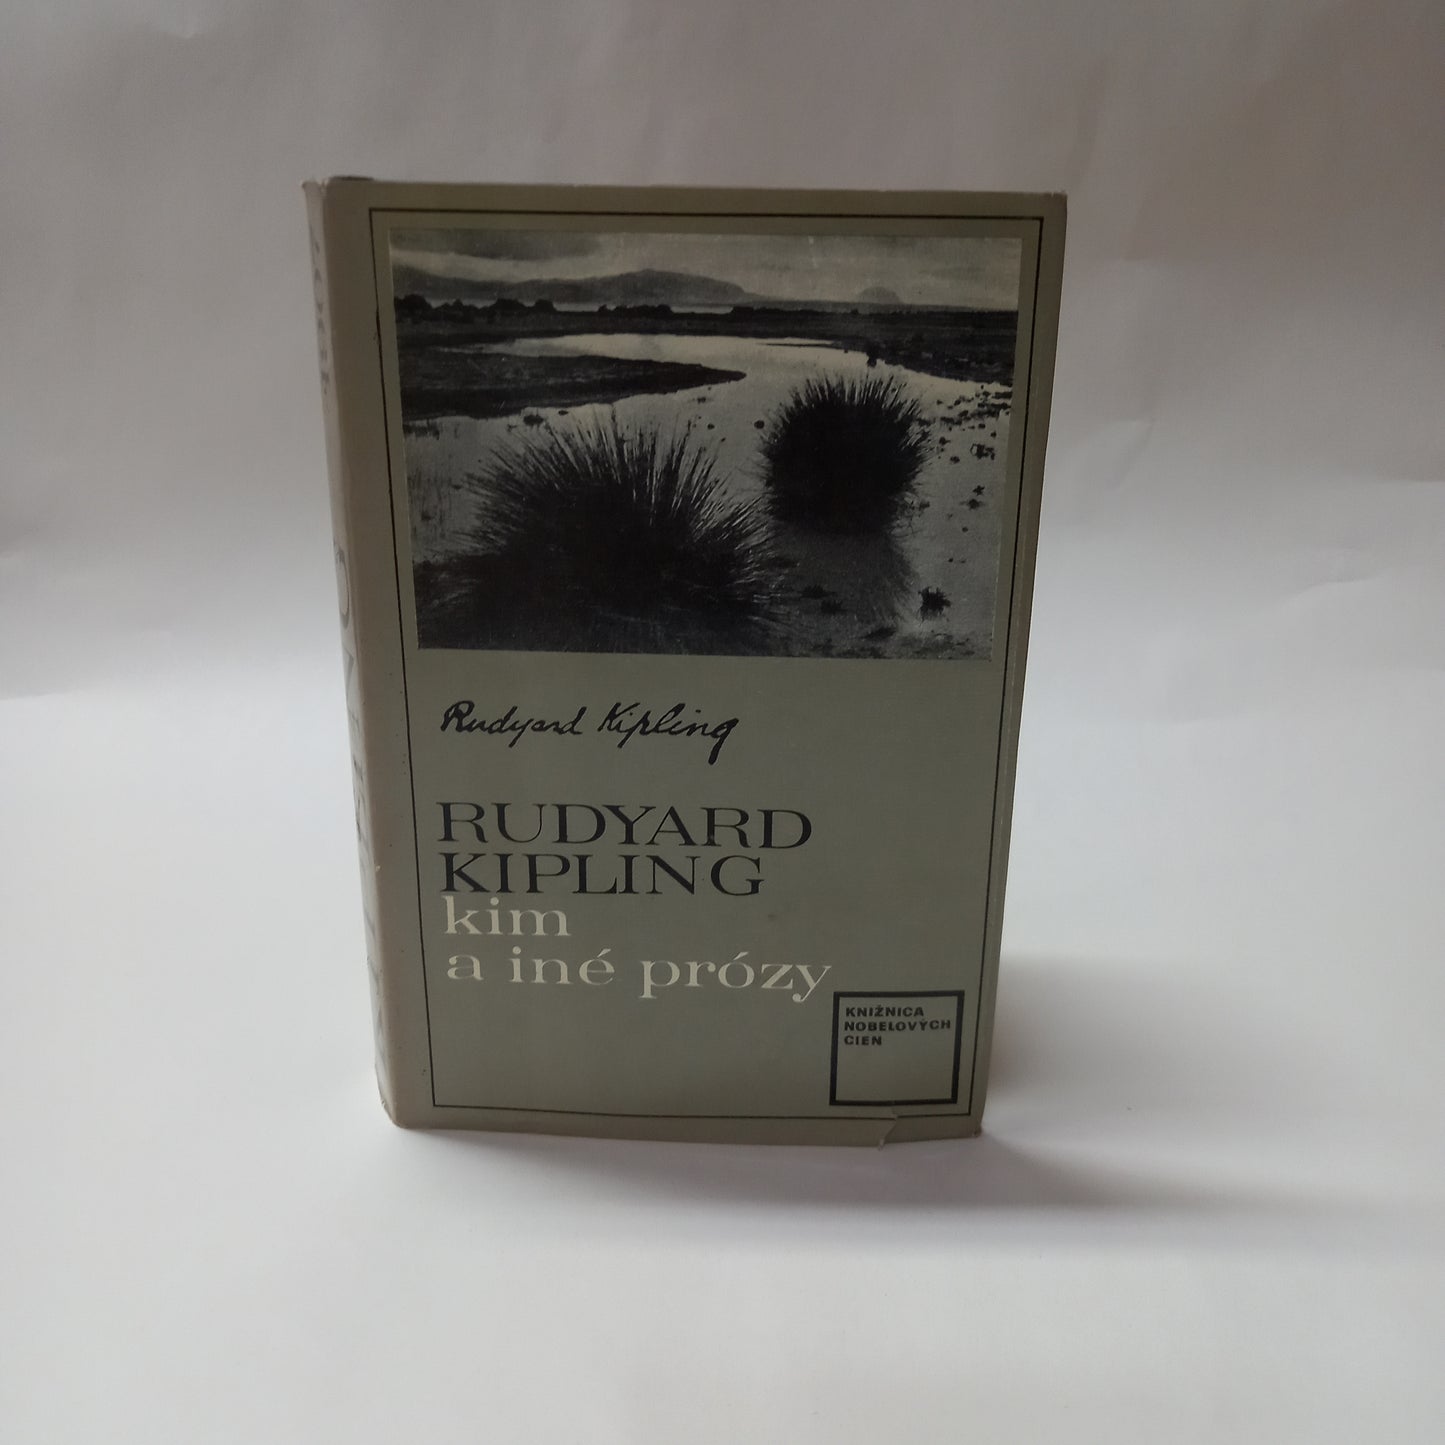 Rudyard Kipling
RUDYARD
KIPLING
kim
a iné prózy
KNIŽNICA
NOBELOVÝCH
CIEN